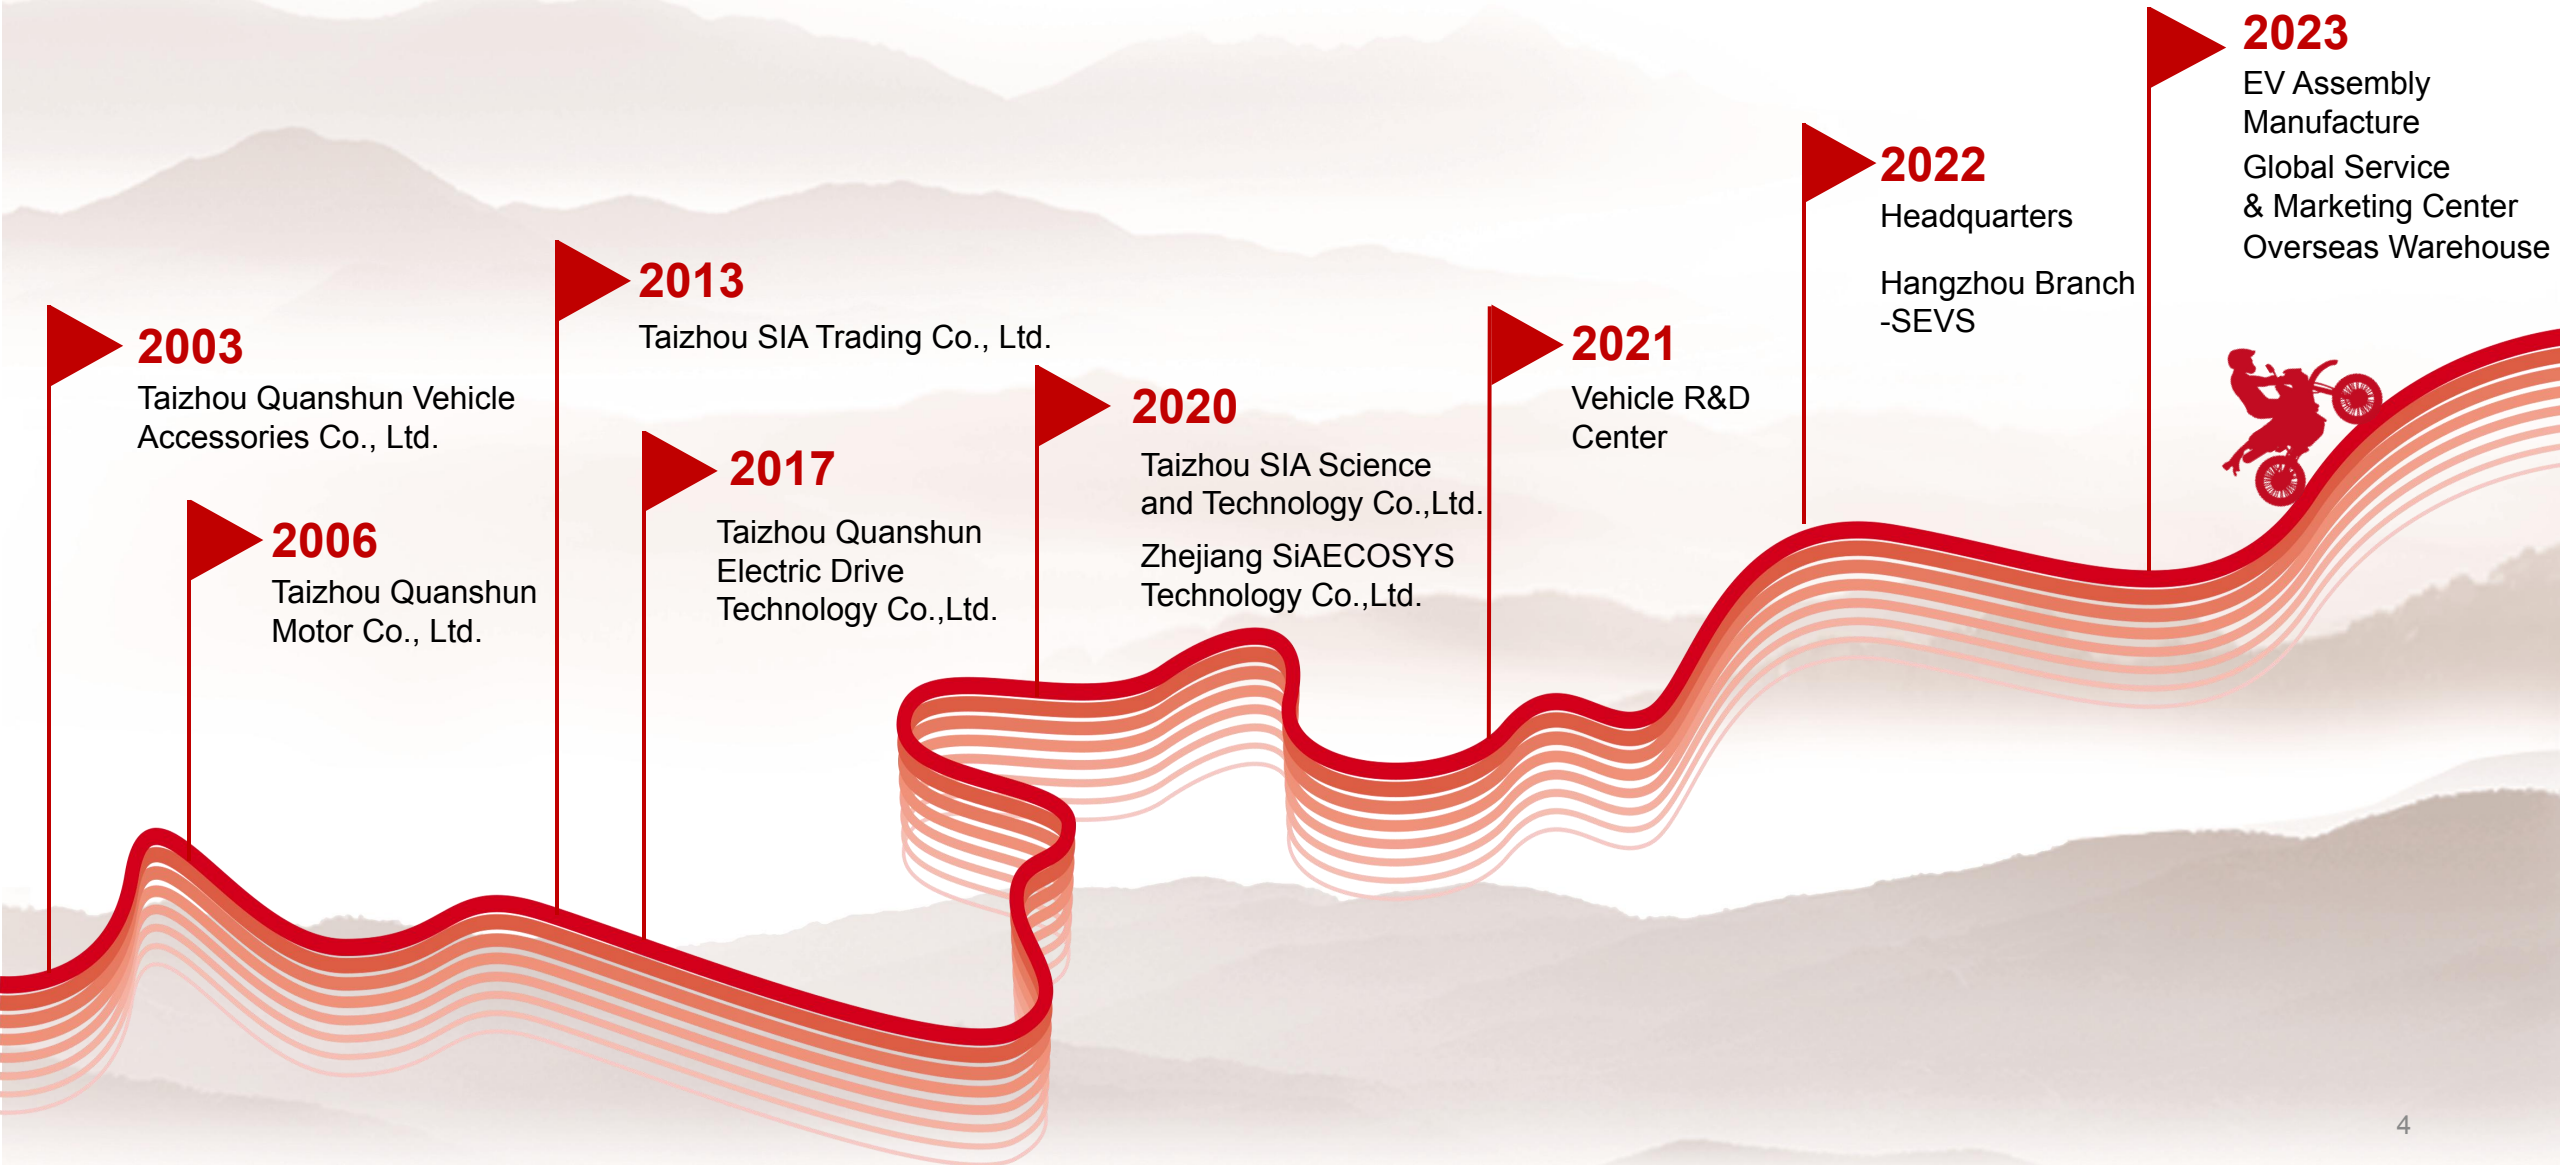 2003
Taizhou Quanshun Vehicle
Accessories Co., Ltd.
2006
Taizhou Quanshun
Motor Co., Ltd.
2013
Taizhou SIA Trading Co., Ltd.
2017
Taizhou Quanshun
Electric Drive
Technology Co.,Ltd.
2020
Taizhou SIA Science
and Technology Co.,Ltd.
Zhejiang SiAECOSYS
Technology Co.,Ltd.
2021
Vehicle R&D
Center
2022
Headquarters
Hangzhou Branch
-SEVS
2023
EV Assembly
Manufacture
Global Service
& Marketing Center
Overseas Warehouse
4